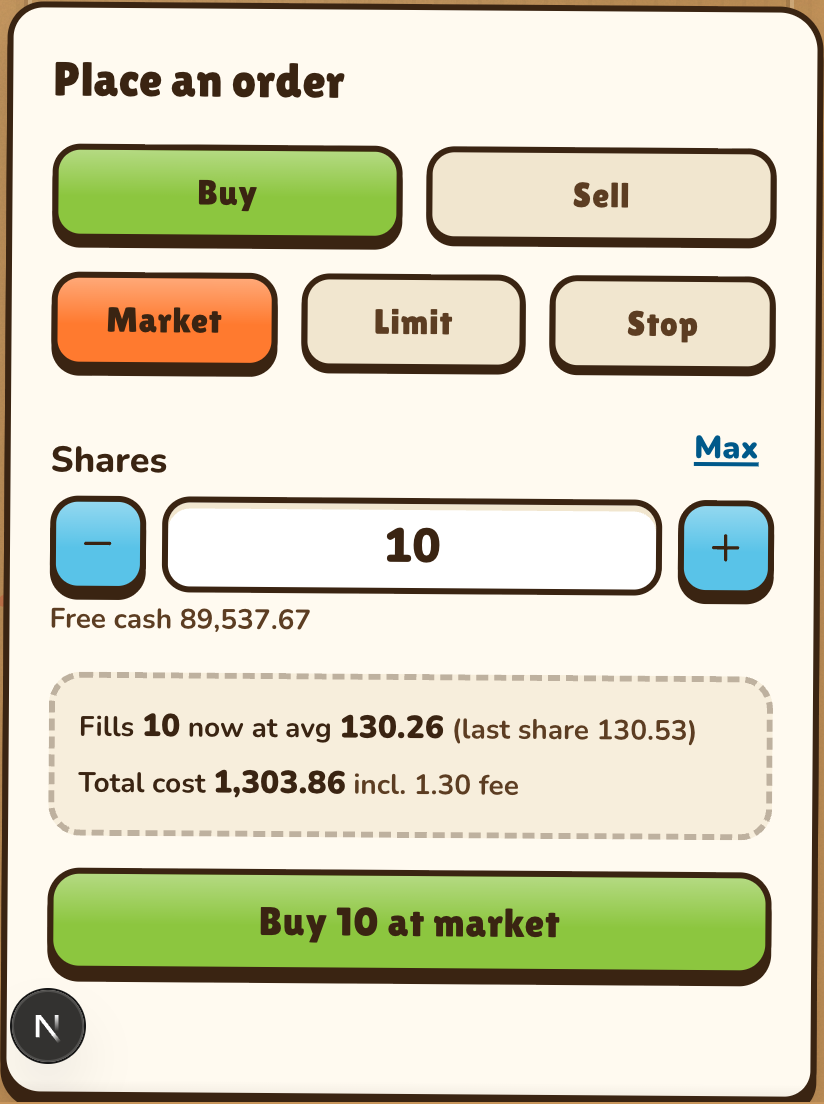 Place an order
Buy Sell
Market Limit Stop
Shares Max
− 10 +
Free cash 89,537.67
Fills 10 now at avg 130.26 (last share 130.53)
Total cost 1,303.86 incl. 1.30 fee
Buy 10 at market
N